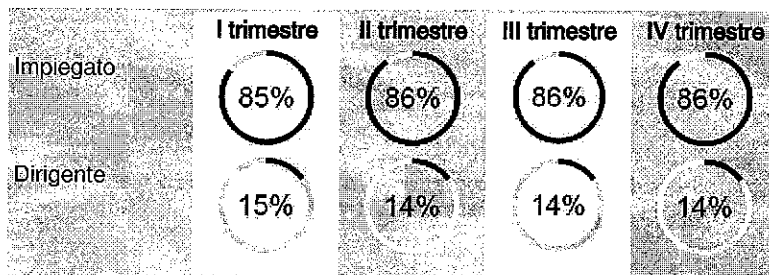 I trimestre II trimestre III trimestre IV trimestre
Impiegato 85% 86% 86% 86%
Dirigente 15% 14% 14% 14%